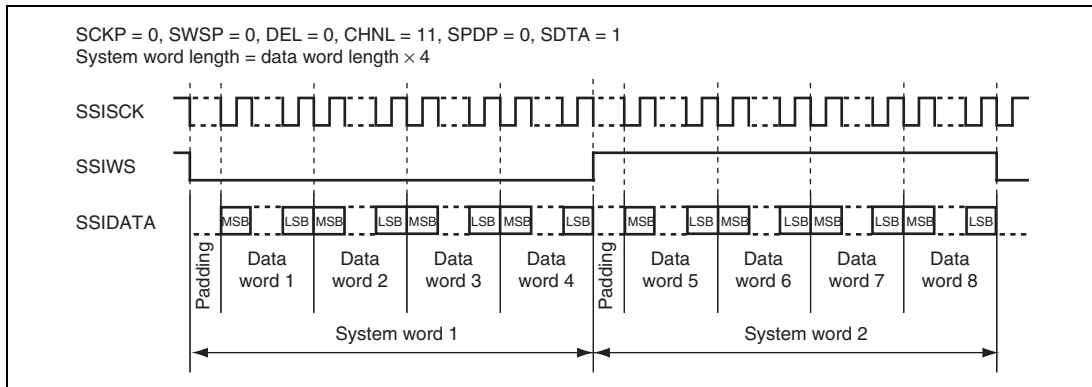 SCKP = 0, SWSP = 0, DEL = 0, CHNL = 11, SPDP = 0, SDTA = 1
System word length = data word length × 4
SSISCK
SSIWS
SSIDATA
MSB LSB MSB LSB MSB LSB MSB LSB MSB LSB MSB LSB MSB LSB MSB LSB
Padding Data word 1 Data word 2 Data word 3 Data word 4 Padding Data word 5 Data word 6 Data word 7 Data word 8
System word 1 System word 2